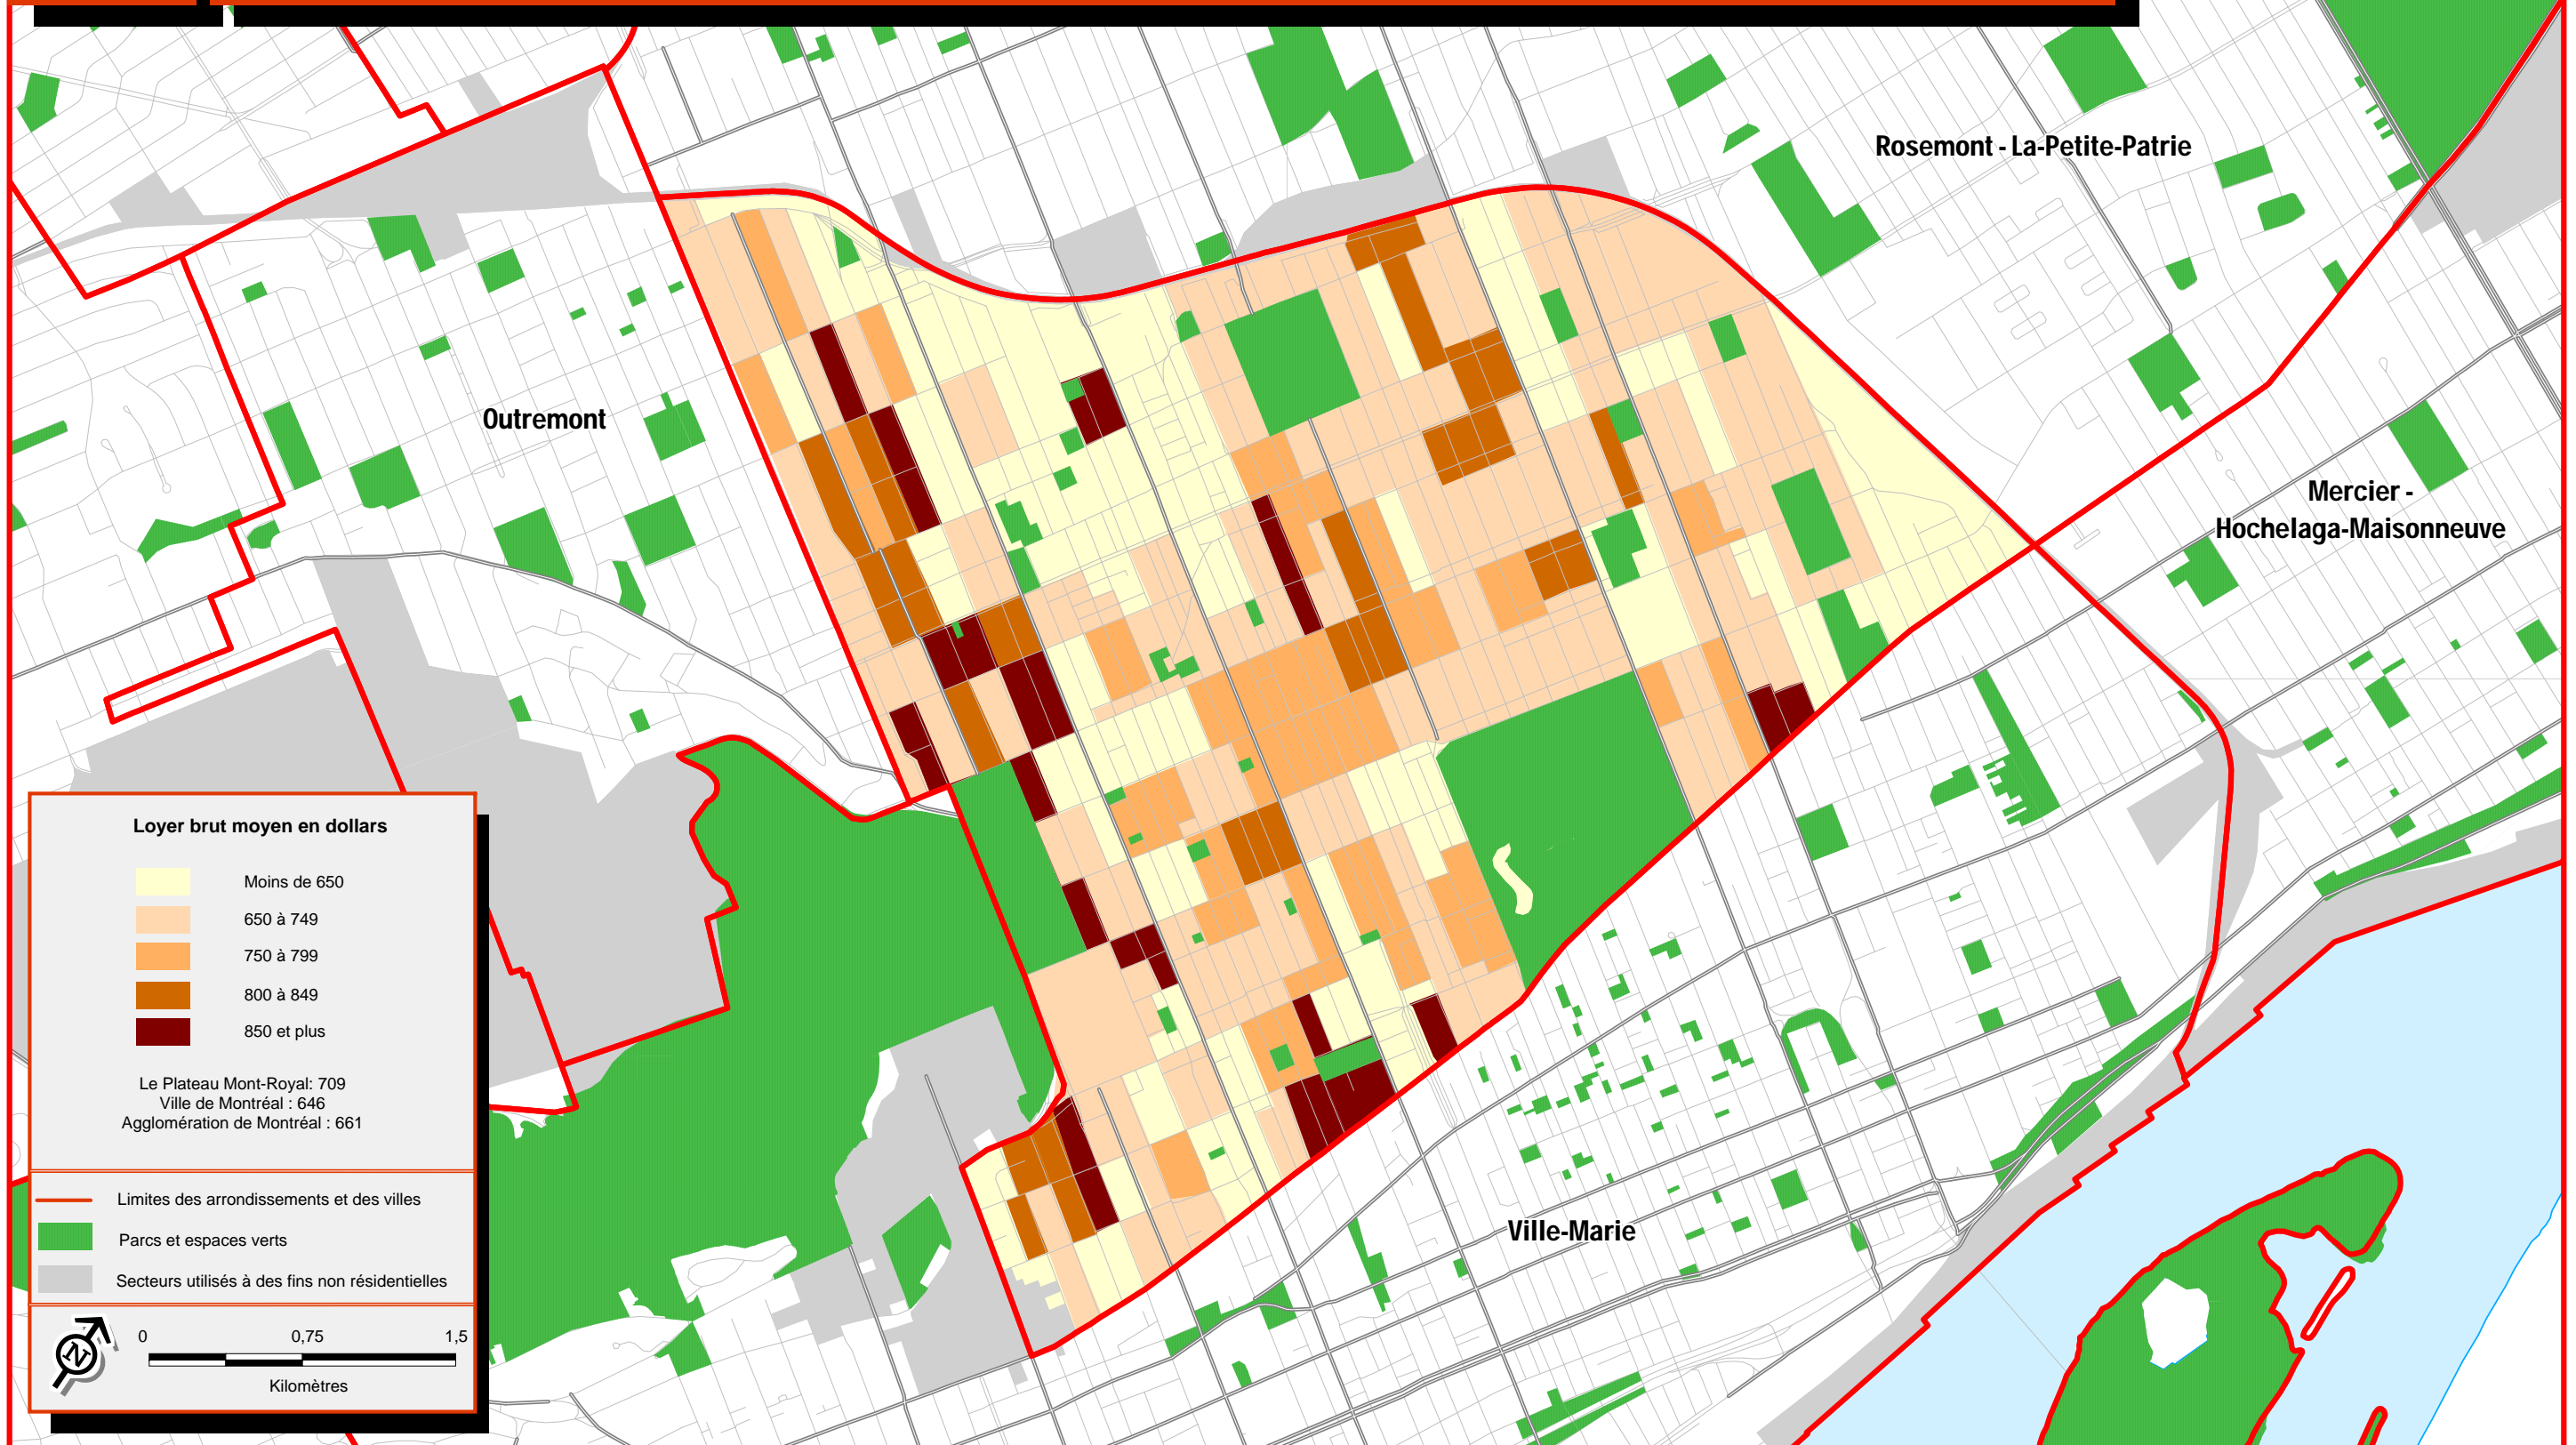 Rosemont - La-Petite-Patrie
Outremont
Mercier -
Hochelaga-Maisonneuve
Ville-Marie
Loyer brut moyen en dollars
Moins de 650
650 à 749
750 à 799
800 à 849
850 et plus
Le Plateau Mont-Royal: 709
Ville de Montréal : 646
Agglomération de Montréal : 661
Limites des arrondissements et des villes
Parcs et espaces verts
Secteurs utilisés à des fins non résidentielles
N
0 0,75 1,5
Kilomètres